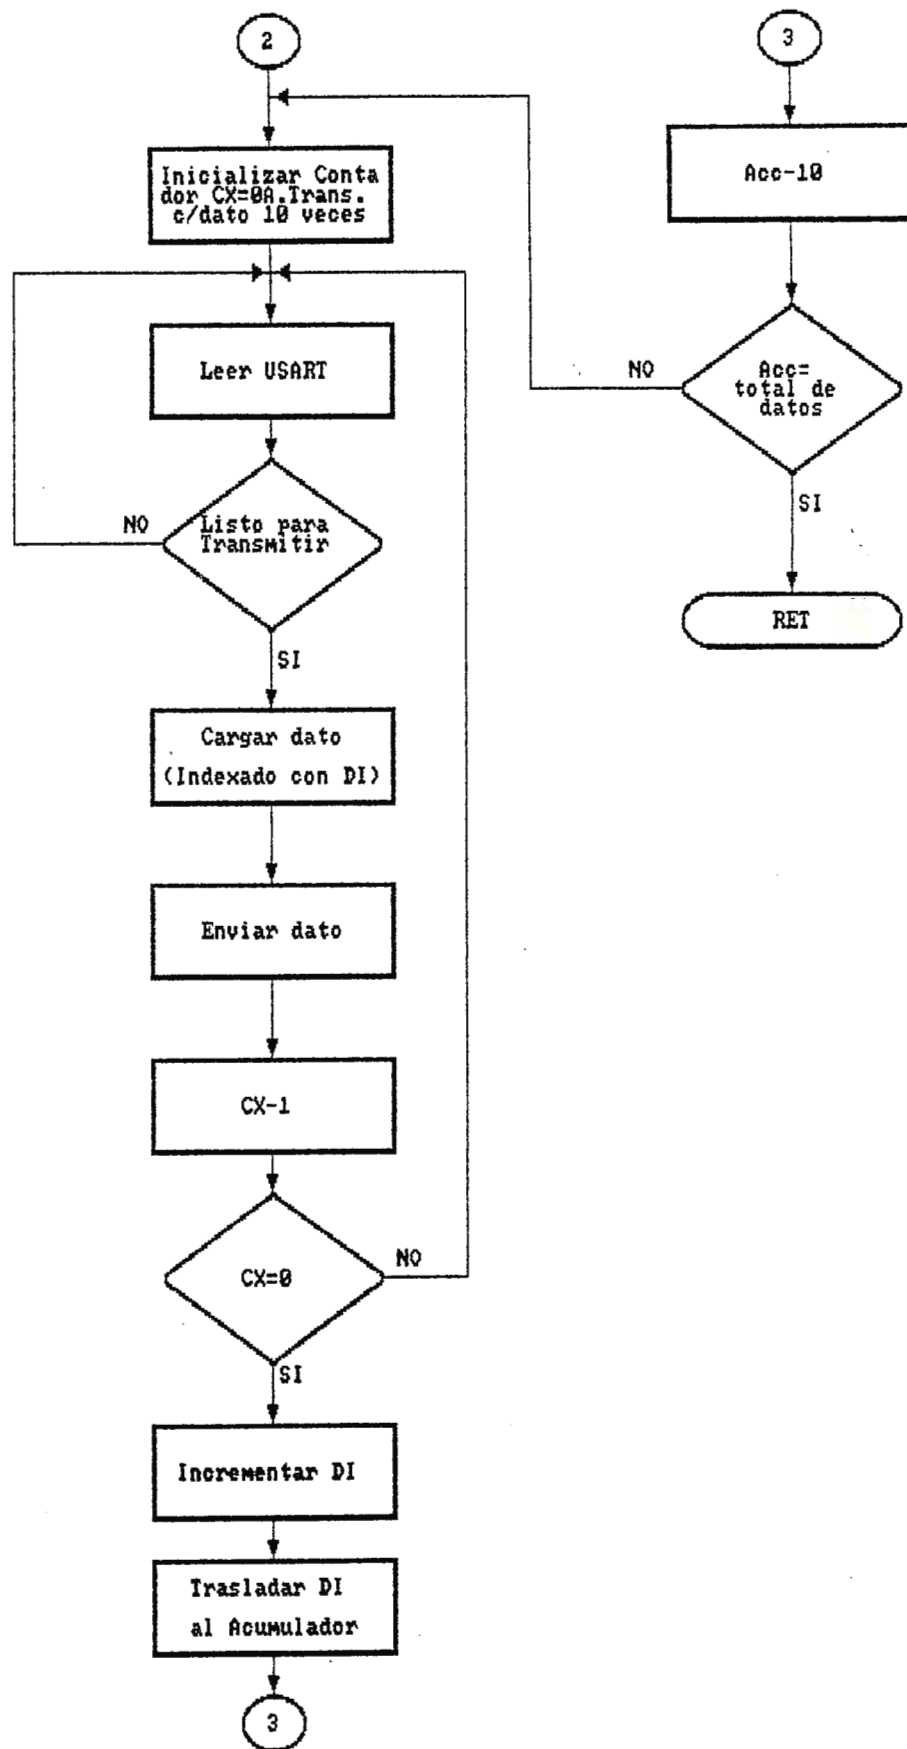 2
Inicializar Conta
dor CX=0A.Trans.
c/dato 10 veces
Leer USART
Listo para
Transmitir
NO
SI
Cargar dato
(Indexado con DI)
Enviar dato
CX-1
CX=0
NO
SI
Incrementar DI
Trasladar DI
al Acumulador
3
3
Acc-10
Acc=
total de
datos
NO
SI
RET